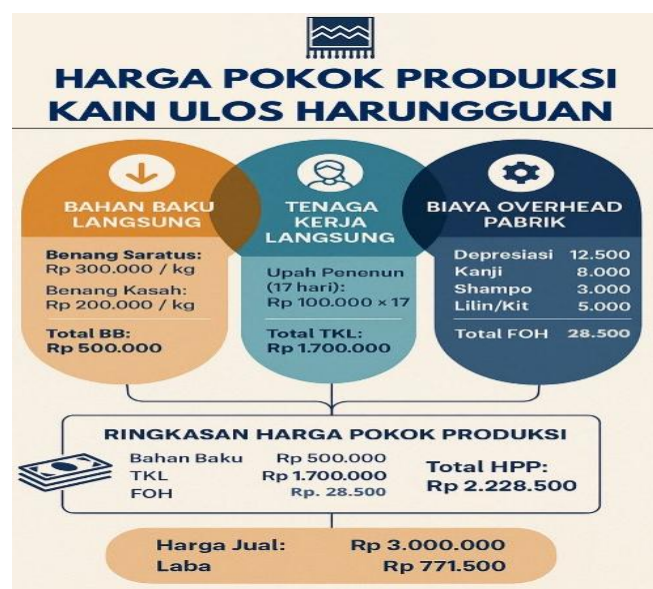 HARGA POKOK PRODUKSI
KAIN ULOS HARUNGGUAN
BAHAN BAKU
LANGSUNG
Benang Saratus:
Rp 300.000 / kg
Benang Kasah:
Rp 200.000 / kg
Total BB:
Rp 500.000
TENAGA
KERJA
LANGSUNG
Upah Penenun
(17 hari):
Rp 100.000 × 17
Total TKL:
Rp 1.700.000
BIAYA OVERHEAD
PABRIK
Depresiasi 12.500
Kanji 8.000
Shampo 3.000
Lilin/Kit 5.000
Total FOH 28.500
RINGKASAN HARGA POKOK PRODUKSI
Bahan Baku Rp 500.000
TKL Rp 1.700.000
FOH Rp. 28.500
Total HPP:
Rp 2.228.500
Harga Jual: Rp 3.000.000
Laba Rp 771.500